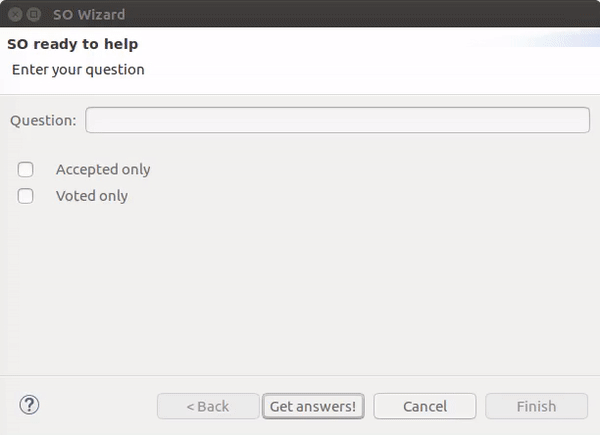 SO Wizard
SO ready to help
Enter your question
Question:
Accepted only
Voted only
?
< Back
Get answers!
Cancel
Finish